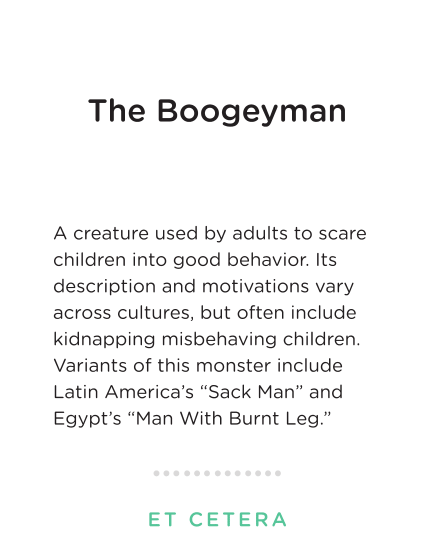 The Boogeyman
A creature used by adults to scare
children into good behavior. Its
description and motivations vary
across cultures, but often include
kidnapping misbehaving children.
Variants of this monster include
Latin America’s “Sack Man” and
Egypt’s “Man With Burnt Leg.”
ET CETERA